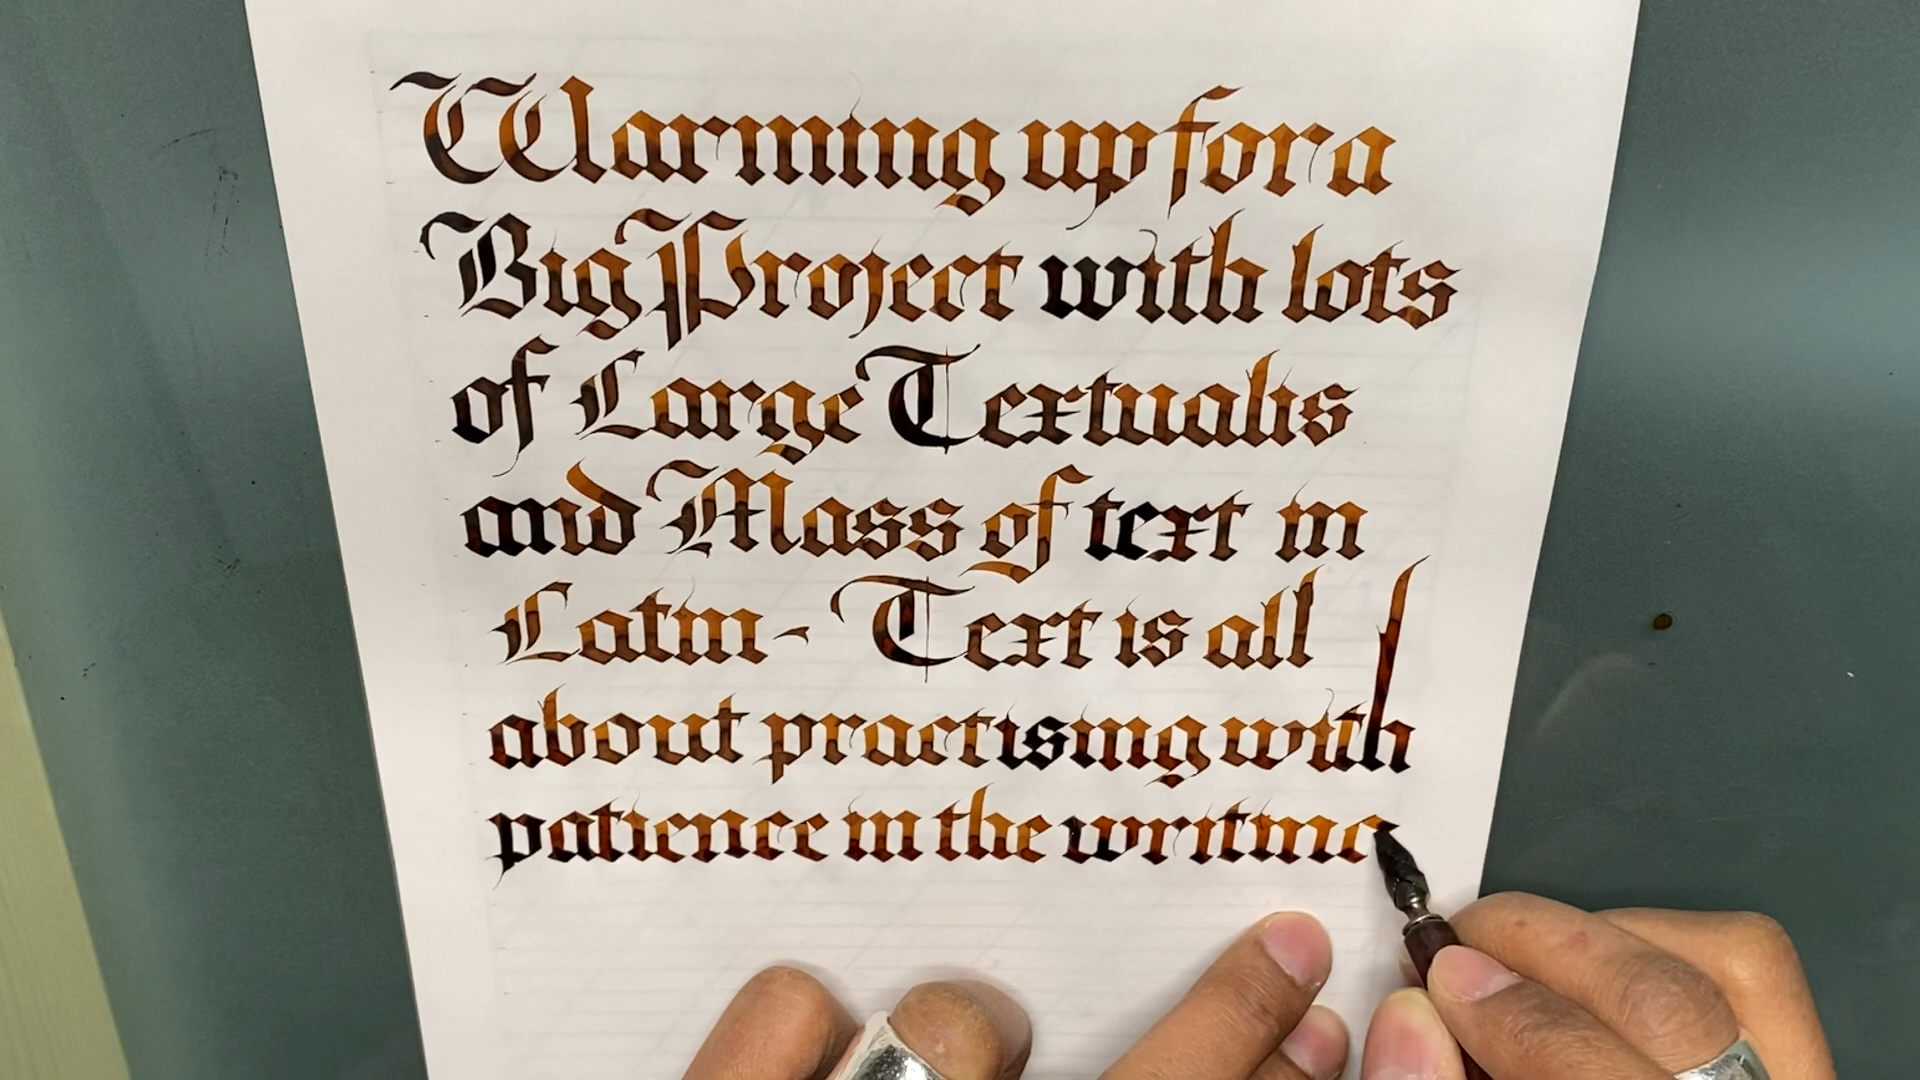 Warming up for a
Big Project with lots
of Large Textualis
and Mass of text in
Latin - Text is all
about practising with
patience in the writin